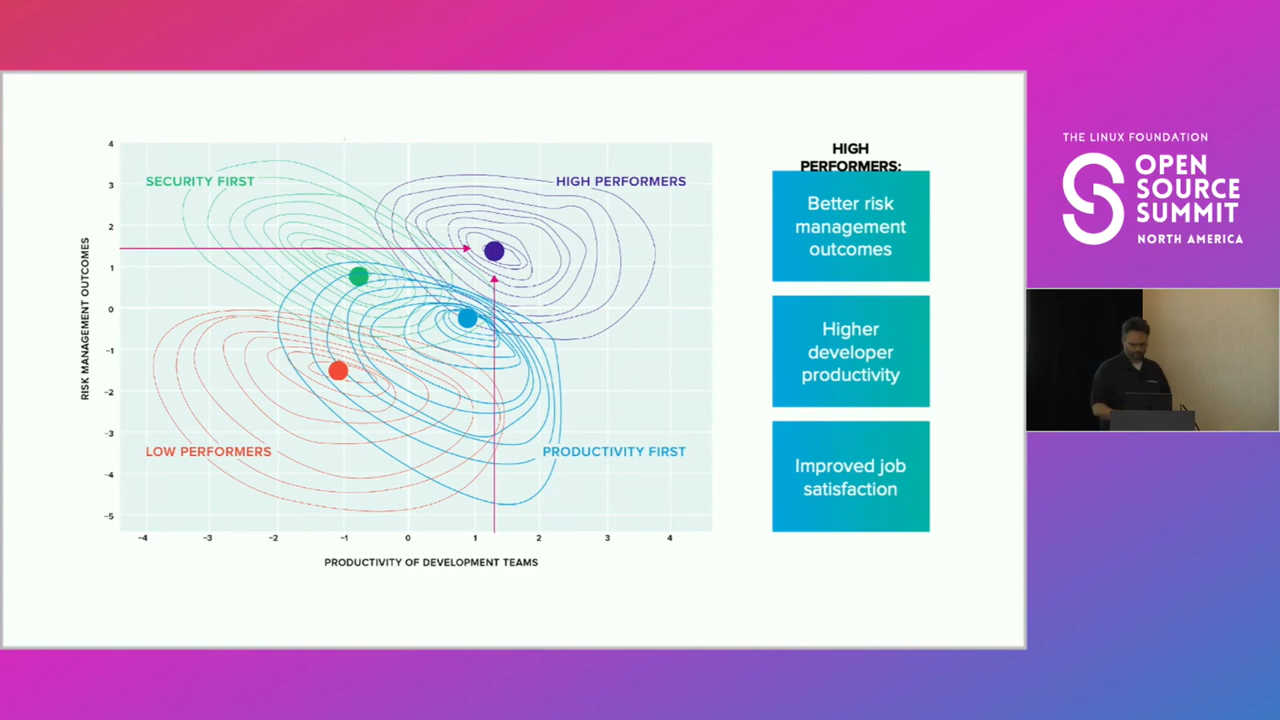 THE LINUX FOUNDATION
OPEN
SOURCE
SUMMIT
NORTH AMERICA
RISK MANAGEMENT OUTCOMES
4
3
2
1
0
−1
−2
−3
−4
−5
SECURITY FIRST
HIGH PERFORMERS
LOW PERFORMERS
PRODUCTIVITY FIRST
−4
−3
−2
−1
0
1
2
3
4
PRODUCTIVITY OF DEVELOPMENT TEAMS
HIGH
PERFORMERS:
Better risk
management
outcomes
Higher
developer
productivity
Improved job
satisfaction